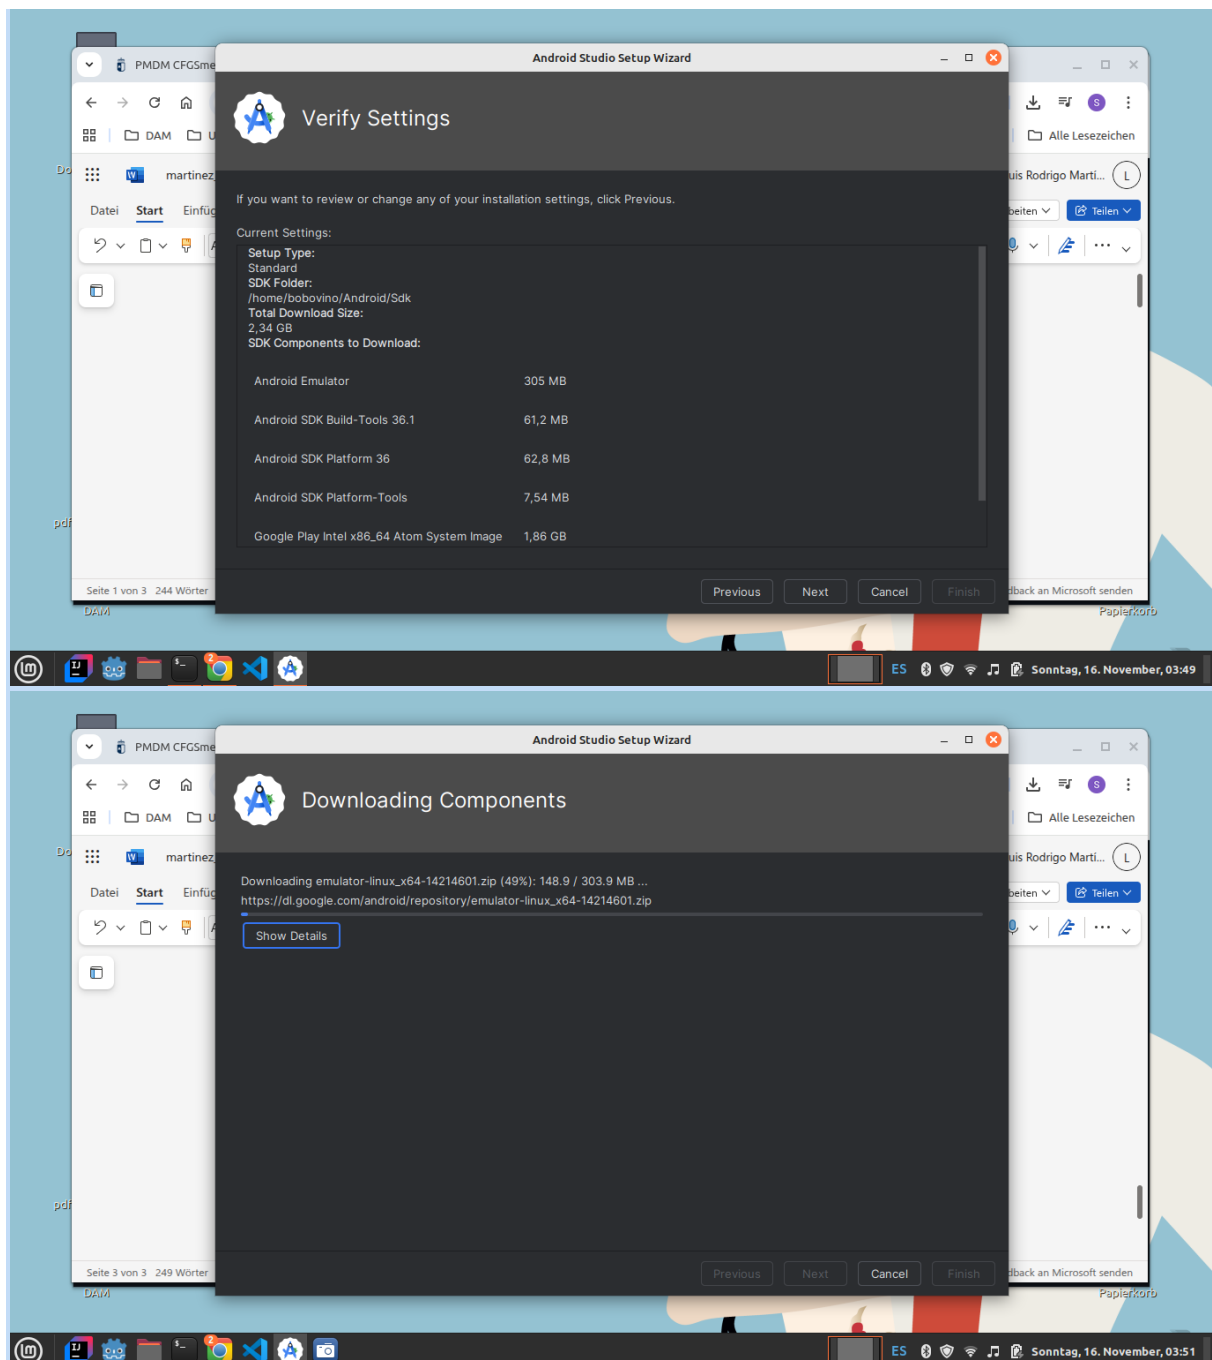 Android Studio Setup Wizard
PMDM CFGSme
Verify Settings
DAM
Alle Lesezeichen
martinez
uis Rodrigo Marti...
L
Datei Start Einfüg
beiten
Teilen
If you want to review or change any of your installation settings, click Previous.
Current Settings:
Setup Type:
Standard
SDK Folder:
/home/bobovino/Android/Sdk
Total Download Size:
2,34 GB
SDK Components to Download:
Android Emulator 305 MB
Android SDK Build-Tools 36.1 61,2 MB
Android SDK Platform 36 62,8 MB
Android SDK Platform-Tools 7,54 MB
Google Play Intel x86_64 Atom System Image 1,86 GB
pdf
Previous Next Cancel Finish
Seite 1 von 3 244 Wörter
dback an Microsoft senden
DAM
Papierkorb
ES Sonntag, 16. November, 03:49
Android Studio Setup Wizard
PMDM CFGSme
Downloading Components
DAM
Alle Lesezeichen
martinez
uis Rodrigo Marti...
L
Datei Start Einfüg
beiten
Teilen
Downloading emulator-linux_x64-14214601.zip (49%): 148.9 / 303.9 MB ...
https://dl.google.com/android/repository/emulator-linux_x64-14214601.zip
Show Details
pdf
Previous Next Cancel Finish
Seite 3 von 3 249 Wörter
dback an Microsoft senden
DAM
Papierkorb
ES Sonntag, 16. November, 03:51